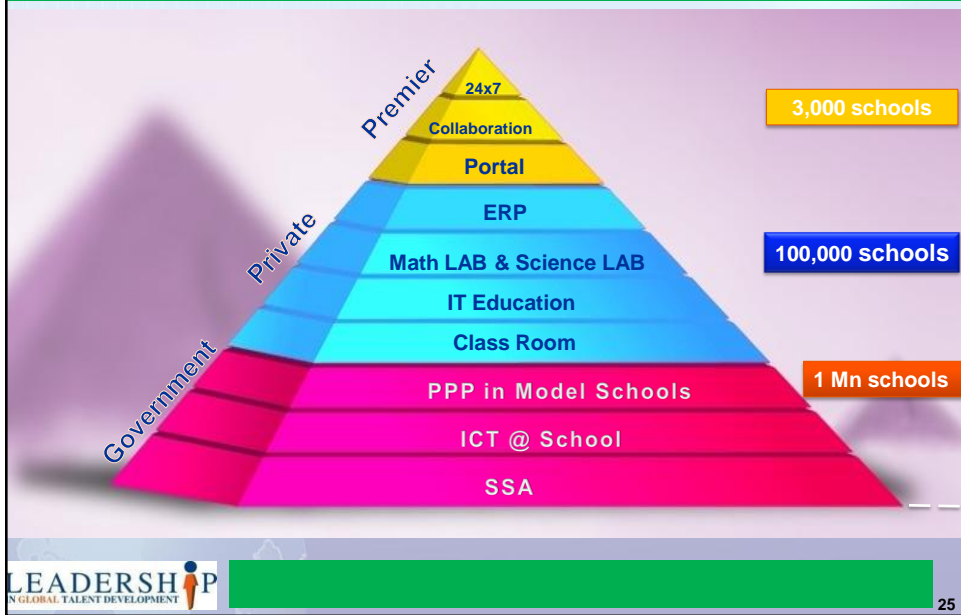 Premier
24x7
Collaboration
Portal
3,000 schools
Private
ERP
Math LAB & Science LAB
IT Education
Class Room
100,000 schools
Government
PPP in Model Schools
ICT @ School
SSA
1 Mn schools
LEADERSHIP
IN GLOBAL TALENT DEVELOPMENT
25